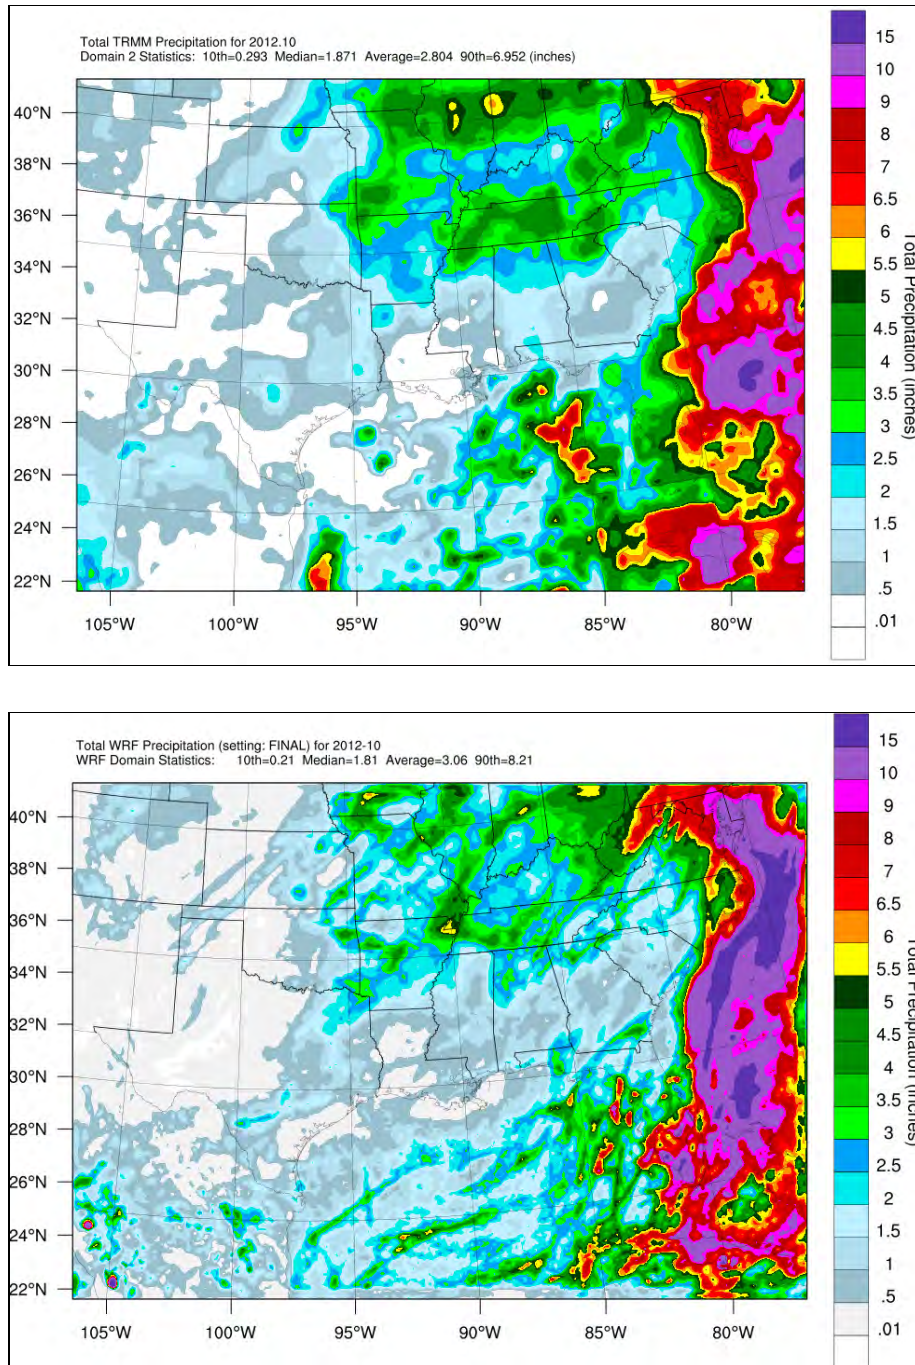 Total TRMM Precipitation for 2012.10
Domain 2 Statistics: 10th=0.293 Median=1.871 Average=2.804 90th=6.952 (inches)
40°N
38°N
36°N
34°N
32°N
30°N
28°N
26°N
24°N
22°N
105°W 100°W 95°W 90°W 85°W 80°W
15
10
9
8
7
6.5
6
5.5
5
4.5
4
3.5
3
2.5
2
1.5
1
.5
.01
Total Precipitation (inches)
Total WRF Precipitation (setting: FINAL) for 2012-10
WRF Domain Statistics: 10th=0.21 Median=1.81 Average=3.06 90th=8.21
40°N
38°N
36°N
34°N
32°N
30°N
28°N
26°N
24°N
22°N
105°W 100°W 95°W 90°W 85°W 80°W
15
10
9
8
7
6.5
6
5.5
5
4.5
4
3.5
3
2.5
2
1.5
1
.5
.01
Total Precipitation (inches)